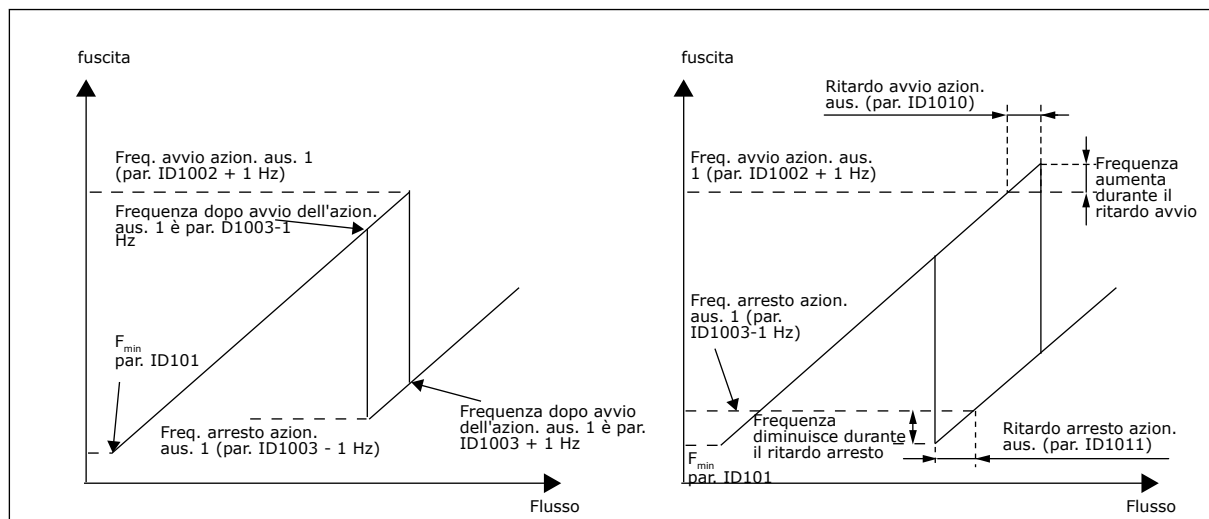 fuscita
Freq. avvio azion. aus. 1
(par. ID1002 + 1 Hz)
Frequenza dopo avvio dell'azion.
aus. 1 è par. D1003-1
Hz
Fmin
par. ID101
Freq. arresto azion.
aus. 1 (par. ID1003 - 1 Hz)
Frequenza dopo avvio
dell'azion. aus. 1 è par.
ID1003 + 1 Hz
Flusso
fuscita
Ritardo avvio azion.
aus. (par. ID1010)
Freq. avvio azion. aus.
1 (par. ID1002 + 1 Hz)
Frequenza
aumenta
durante il
ritardo avvio
Freq. arresto azion.
aus. 1 (par.
ID1003-1 Hz)
Frequenza
diminuisce durante
il ritardo arresto
Ritardo arresto azion.
aus. (par. ID1011)
Fmin
par. ID101
Flusso